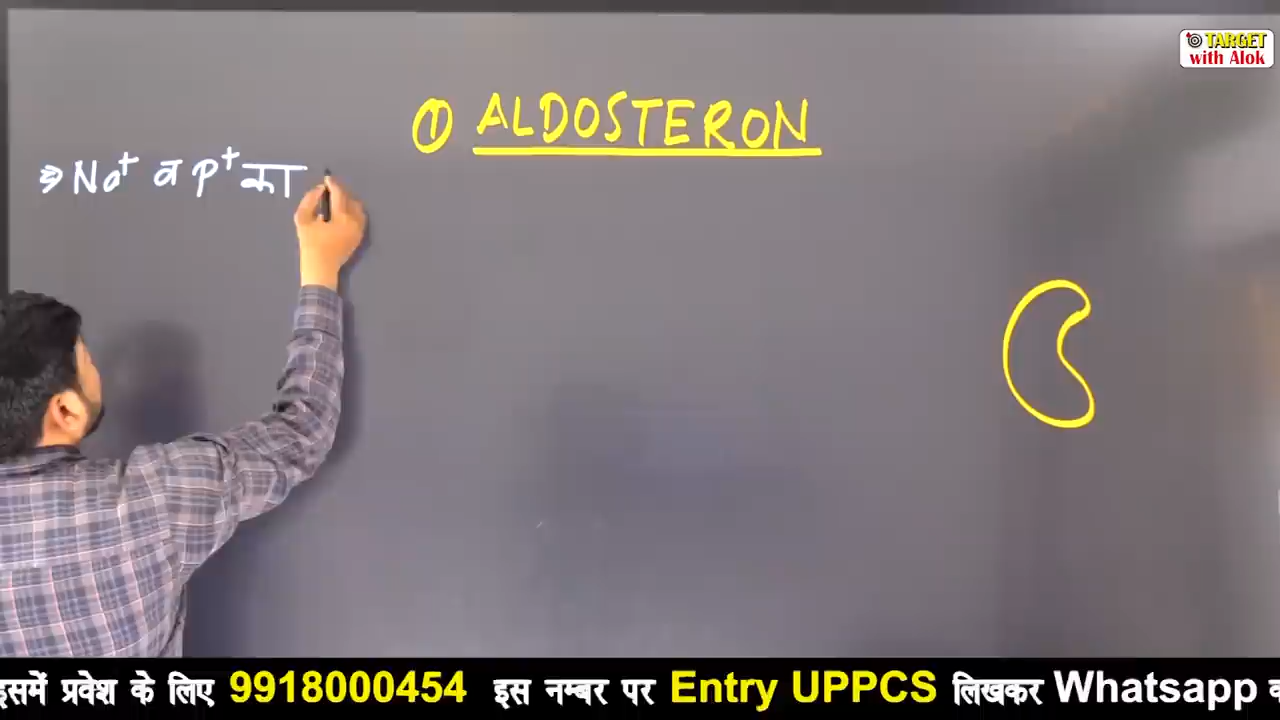 TARGET
with Alok
① ALDOSTERON
⇒ Na⁺ व P⁺ का
इसमें प्रवेश के लिए 9918000454 इस नम्बर पर Entry UPPCS लिखकर Whatsapp